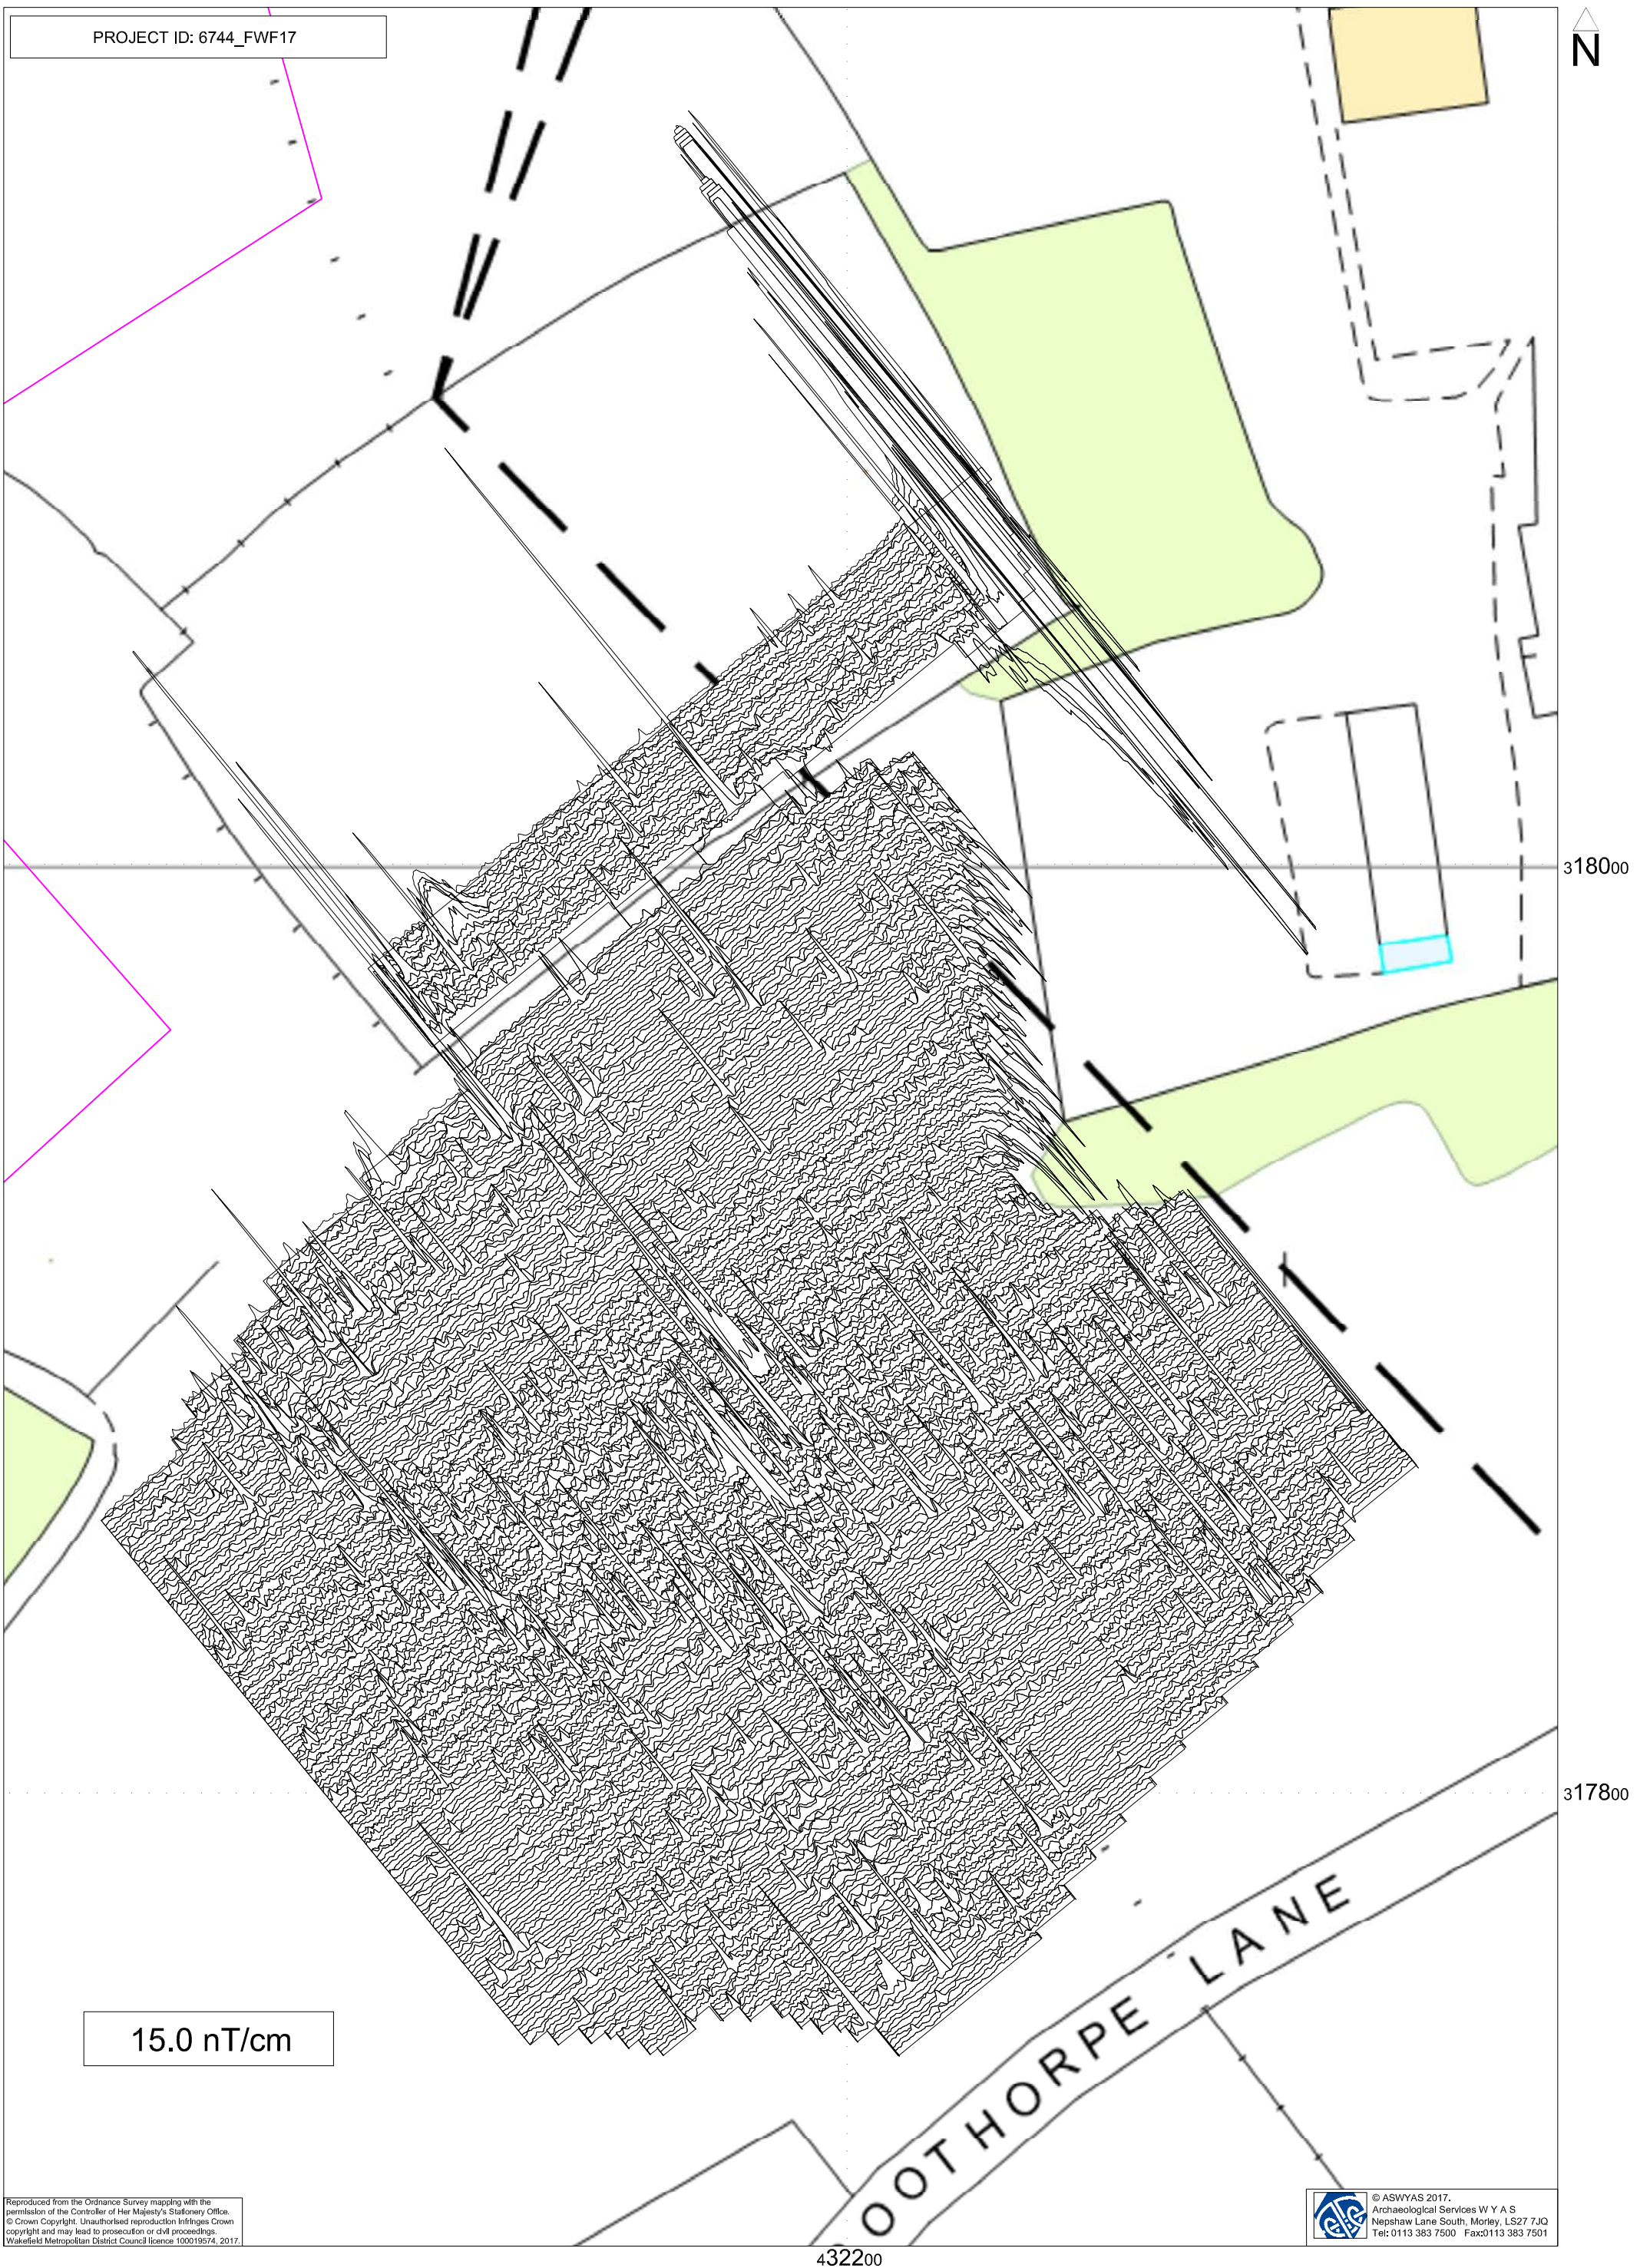 PROJECT ID: 6744_FWF17
N
318000
317800
OOTHORPE LANE
15.0 nT/cm
Reproduced from the Ordnance Survey mapping with the
permission of the Controller of Her Majesty's Stationery Office.
© Crown Copyright. Unauthorised reproduction infringes Crown
copyright and may lead to prosecution or civil proceedings.
Wakefield Metropolitan District Council licence 100019574, 2017.
© ASWYAS 2017.
Archaeological Services W Y A S
Nepshaw Lane South, Morley, LS27 7JQ
Tel: 0113 383 7500 Fax:0113 383 7501
432200